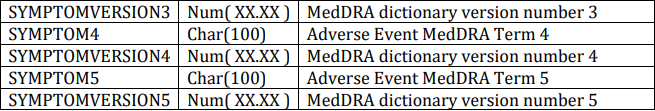 SYMPTOMVERSION3 Num( XX.XX ) MedDRA dictionary version number 3
SYMPTOM4 Char(100) Adverse Event MedDRA Term 4
SYMPTOMVERSION4 Num( XX.XX ) MedDRA dictionary version number 4
SYMPTOM5 Char(100) Adverse Event MedDRA Term 5
SYMPTOMVERSION5 Num( XX.XX ) MedDRA dictionary version number 5